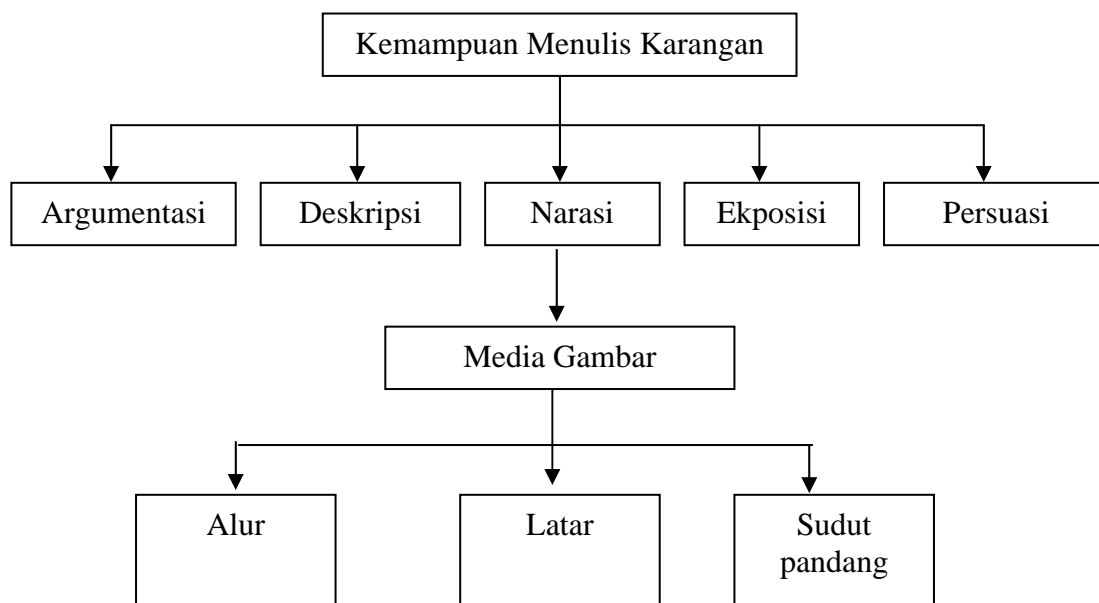 Kemampuan Menulis Karangan
Argumentasi
Deskripsi
Narasi
Ekposisi
Persuasi
Media Gambar
Alur
Latar
Sudut
pandang